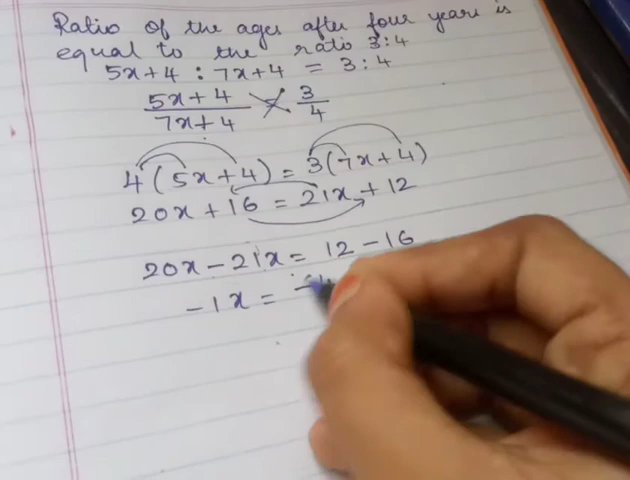 Ratio of the ages after four years is
equal to the ratio 3:4
5x+4 : 7x+4 = 3:4
5x+4 / 7x+4 = 3/4
4(5x+4) = 3(7x+4)
20x + 16 = 21x + 12
20x - 21x = 12 - 16
-1x = -4